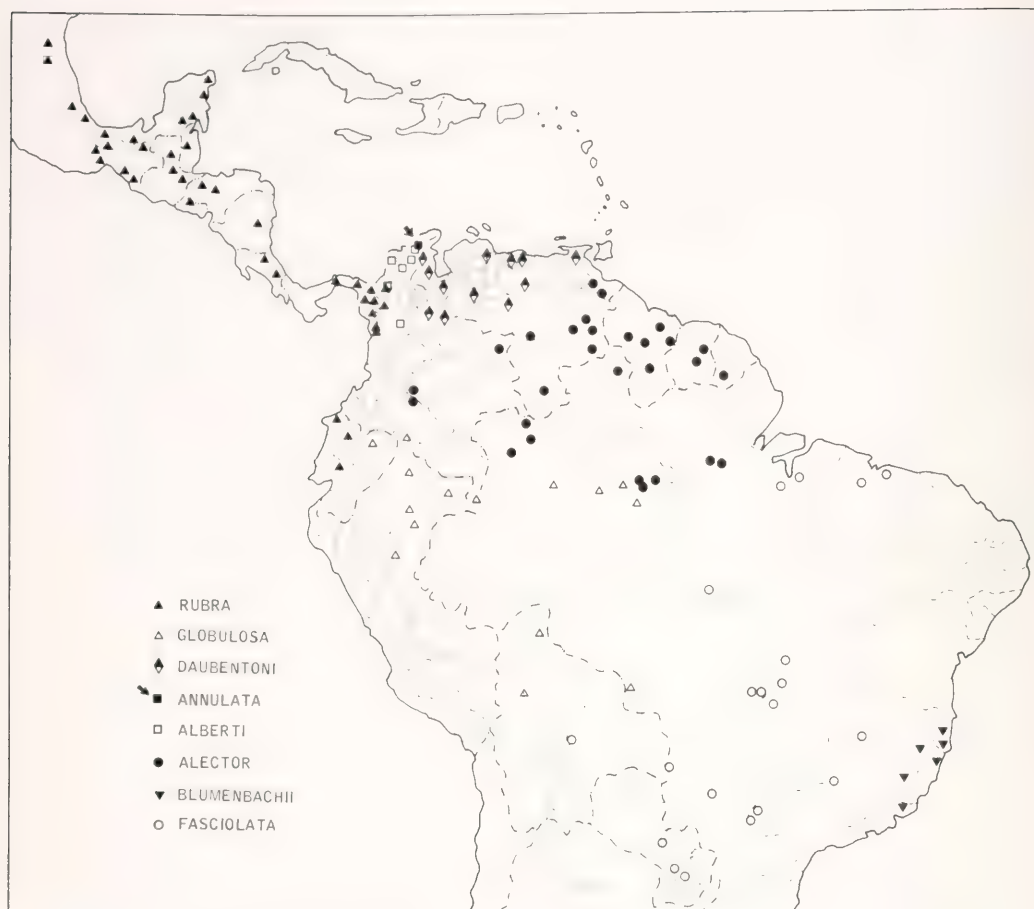 RUBRA
GLOBULOSA
DAUBENTONI
ANNULATA
ALBERTI
ALECTOR
BLUMENBACHII
FASCIOLATA